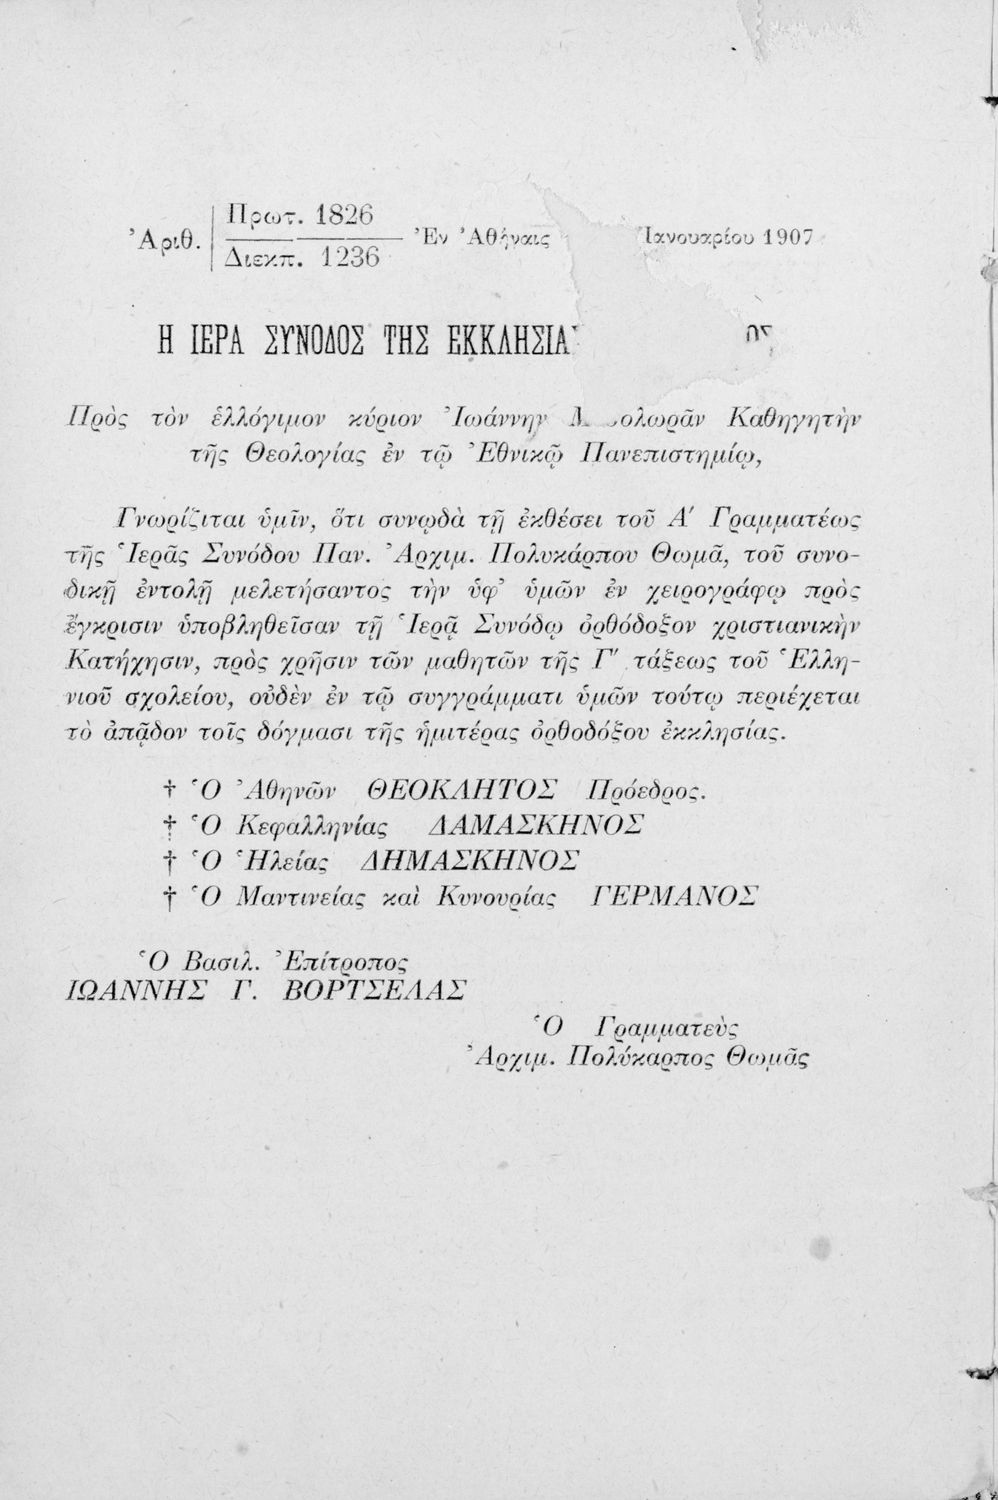 Ἀριθ. Πρωτ. 1826
Διεκπ. 1236
Ἐν Ἀθήναις Ἰανουαρίου 1907
Η ΙΕΡΑ ΣΥΝΟΔΟΣ ΤΗΣ ΕΚΚΛΗΣΙΑ
Πρὸς τὸν ἐλλόγιμον κύριον Ἰωάννην Καθηγητὴν
τῆς Θεολογίας ἐν τῷ Ἐθνικῷ Πανεπιστημίῳ,
Γνωρίζιται ὑμῖν, ὅτι συνῳδὰ τῇ ἐκθέσει τοῦ Α΄ Γραμματέως
τῆς Ἱερᾶς Συνόδου Παν. Ἀρχιμ. Πολυκάρπου Θωμᾶ, τοῦ συνο-
δικῇ ἐντολῇ μελετήσαντος τὴν ὑφ᾽ ὑμῶν ἐν χειρογράφῳ πρὸς
ἔγκρισιν ὑποβληθεῖσαν τῇ Ἱερᾷ Συνόδῳ ὀρθόδοξον χριστιανικὴν
Κατήχησιν, πρὸς χρῆσιν τῶν μαθητῶν τῆς Γ΄ τάξεως τοῦ Ἑλλη-
νιοῦ σχολείου, οὐδὲν ἐν τῷ συγγράμματι ὑμῶν τούτῳ περιέχεται
τὸ ἀπᾷδον τοῖς δόγμασι τῆς ἡμιτέρας ὀρθοδόξου ἐκκλησίας.
† Ὁ Ἀθηνῶν ΘΕΟΚΛΗΤΟΣ Πρόεδρος.
† Ὁ Κεφαλληνίας ΔΑΜΑΣΚΗΝΟΣ
† Ὁ Ἠλείας ΔΗΜΑΣΚΗΝΟΣ
† Ὁ Μαντινείας καὶ Κυνουρίας ΓΕΡΜΑΝΟΣ
Ὁ Βασιλ. Ἐπίτροπος
ΙΩΑΝΝΗΣ Γ. ΒΟΡΤΣΕΛΑΣ
Ὁ Γραμματεὺς
Ἀρχιμ. Πολύκαρπος Θωμᾶς